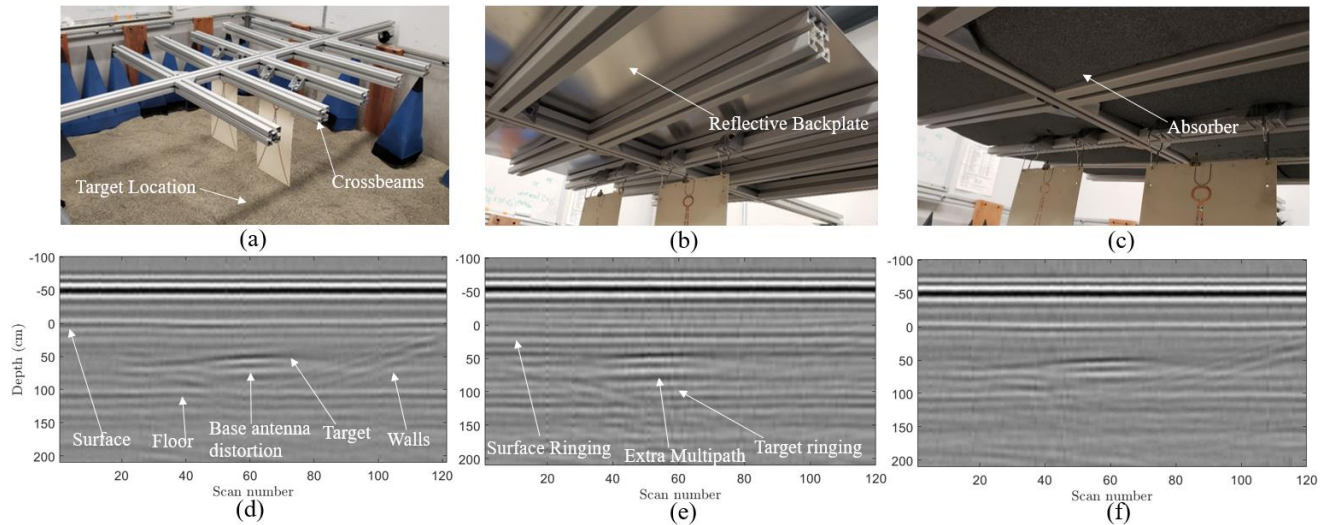 Target Location
Crossbeams
Reflective Backplate
Absorber
(a)
(b)
(c)
-100
-50
0
50
100
150
200
Depth (cm)
Surface
Floor
Base antenna
distortion
Target
Walls
20
40
60
80
100
120
Scan number
-100
-50
0
50
100
150
200
Surface Ringing
Extra Multipath
Target ringing
20
40
60
80
100
120
Scan number
-100
-50
0
50
100
150
200
20
40
60
80
100
120
Scan number
(d)
(e)
(f)